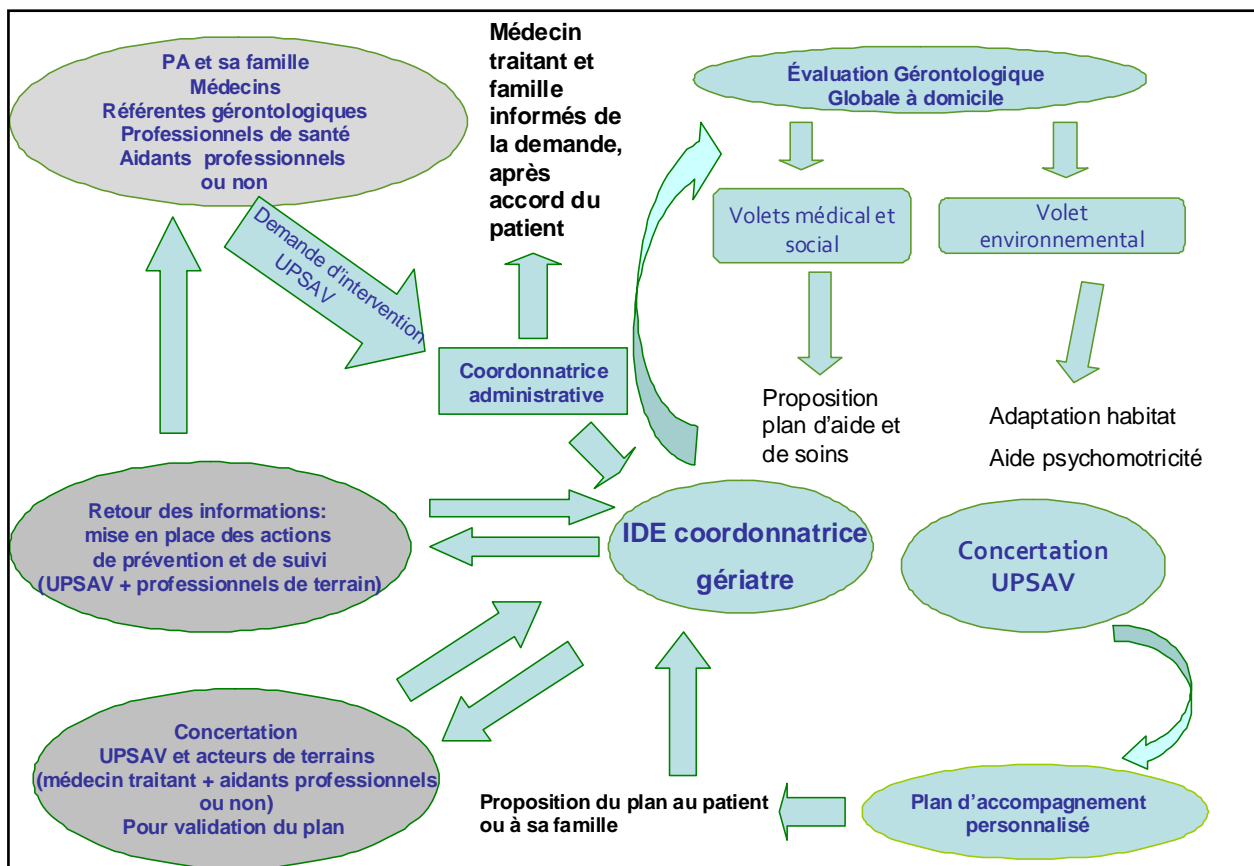 PA et sa famille
Médecins
Référentes gérontologiques
Professionnels de santé
Aidants professionnels
ou non
Médecin
traitant et
famille
informés de
la demande,
après
accord du
patient
Évaluation Gérontologique
Globale à domicile
Volets médical et
social
Volet
environnemental
Demande d'intervention
UPSAV
Coordonnatrice
administrative
Proposition
plan d'aide et
de soins
Adaptation habitat
Aide psychomotricité
Retour des informations:
mise en place des actions
de prévention et de suivi
(UPSAV + professionnels de terrain)
IDE coordonnatrice
gériatre
Concertation
UPSAV
Concertation
UPSAV et acteurs de terrains
(médecin traitant + aidants professionnels
ou non)
Pour validation du plan
Proposition du plan au patient
ou à sa famille
Plan d'accompagnement
personnalisé